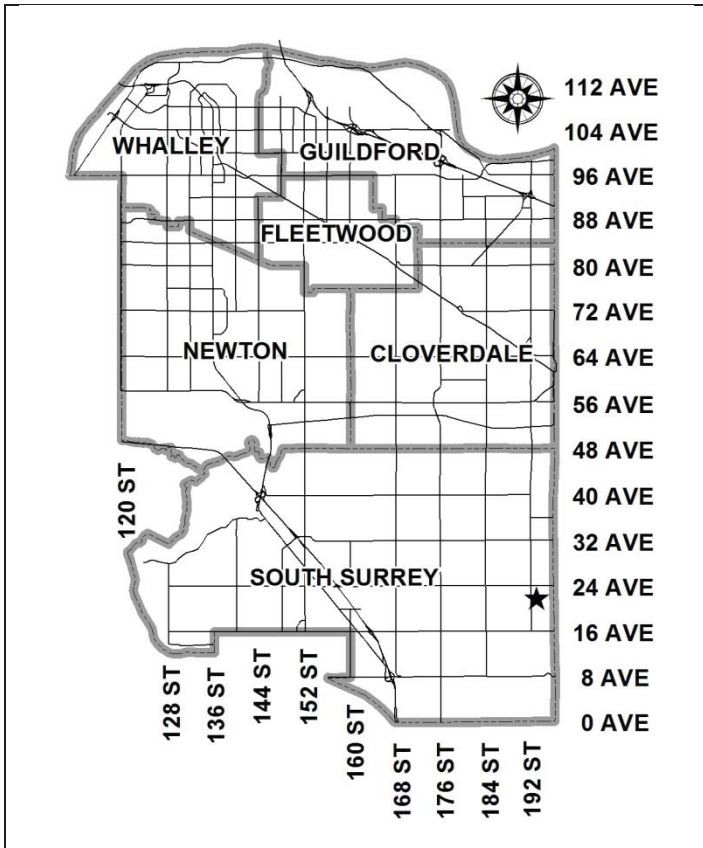 112 AVE
104 AVE
WHALLEY
GUILDFORD
96 AVE
88 AVE
FLEETWOOD
80 AVE
72 AVE
NEWTON
CLOVERDALE
64 AVE
56 AVE
48 AVE
120 ST
40 AVE
32 AVE
SOUTH SURREY
24 AVE
16 AVE
128 ST
136 ST
144 ST
152 ST
160 ST
8 AVE
0 AVE
168 ST
176 ST
184 ST
192 ST